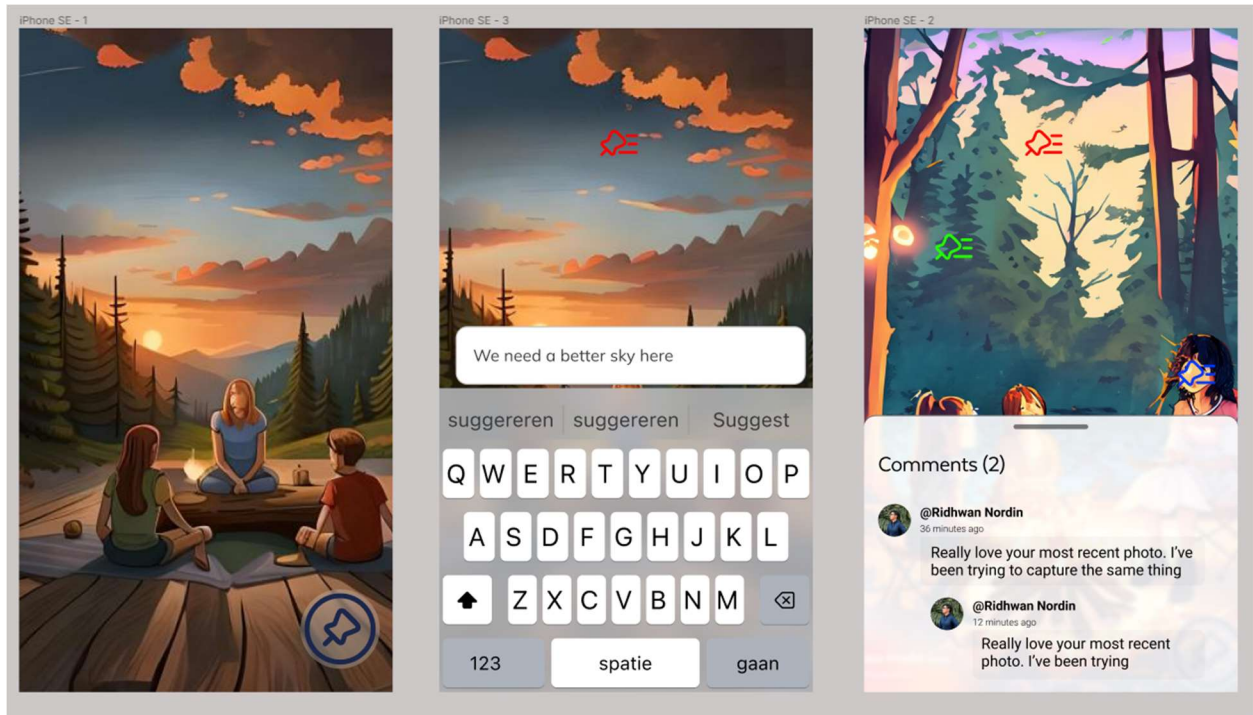 iPhone SE - 1
iPhone SE - 3
We need a better sky here
suggereren suggereren Suggest
Q W E R T Y U I O P
A S D F G H J K L
Z X C V B N M
123 spatie gaan
iPhone SE - 2
Comments (2)
@Ridhwan Nordin
36 minutes ago
Really love your most recent photo. I've
been trying to capture the same thing
@Ridhwan Nordin
12 minutes ago
Really love your most recent
photo. I've been trying